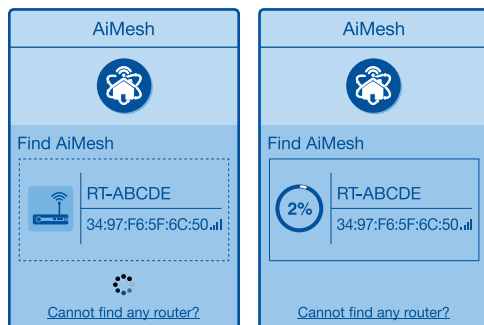 AiMesh
Find AiMesh
RT-ABCDE
34:97:F6:5F:6C:50
Cannot find any router?
AiMesh
Find AiMesh
2%
RT-ABCDE
34:97:F6:5F:6C:50
Cannot find any router?